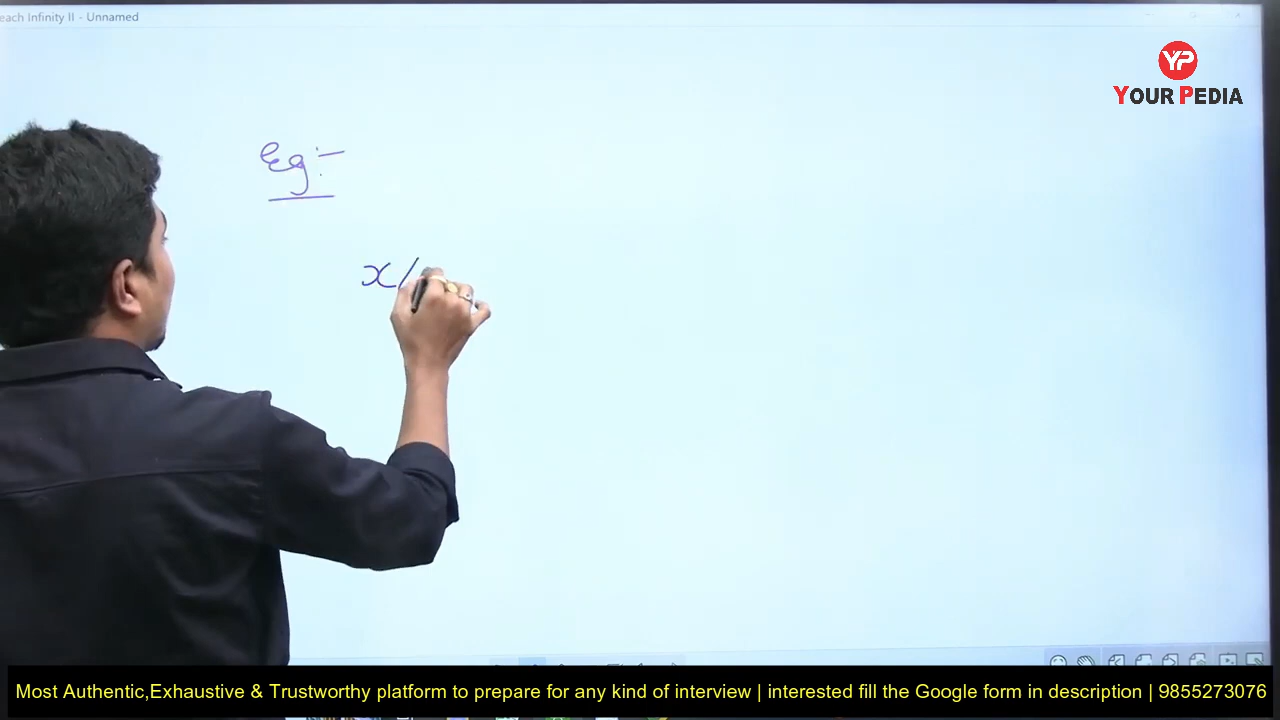 each Infinity II - Unnamed
YP
YOUR PEDIA
Eg:-
x/
Most Authentic,Exhaustive & Trustworthy platform to prepare for any kind of interview | interested fill the Google form in description | 9855273076